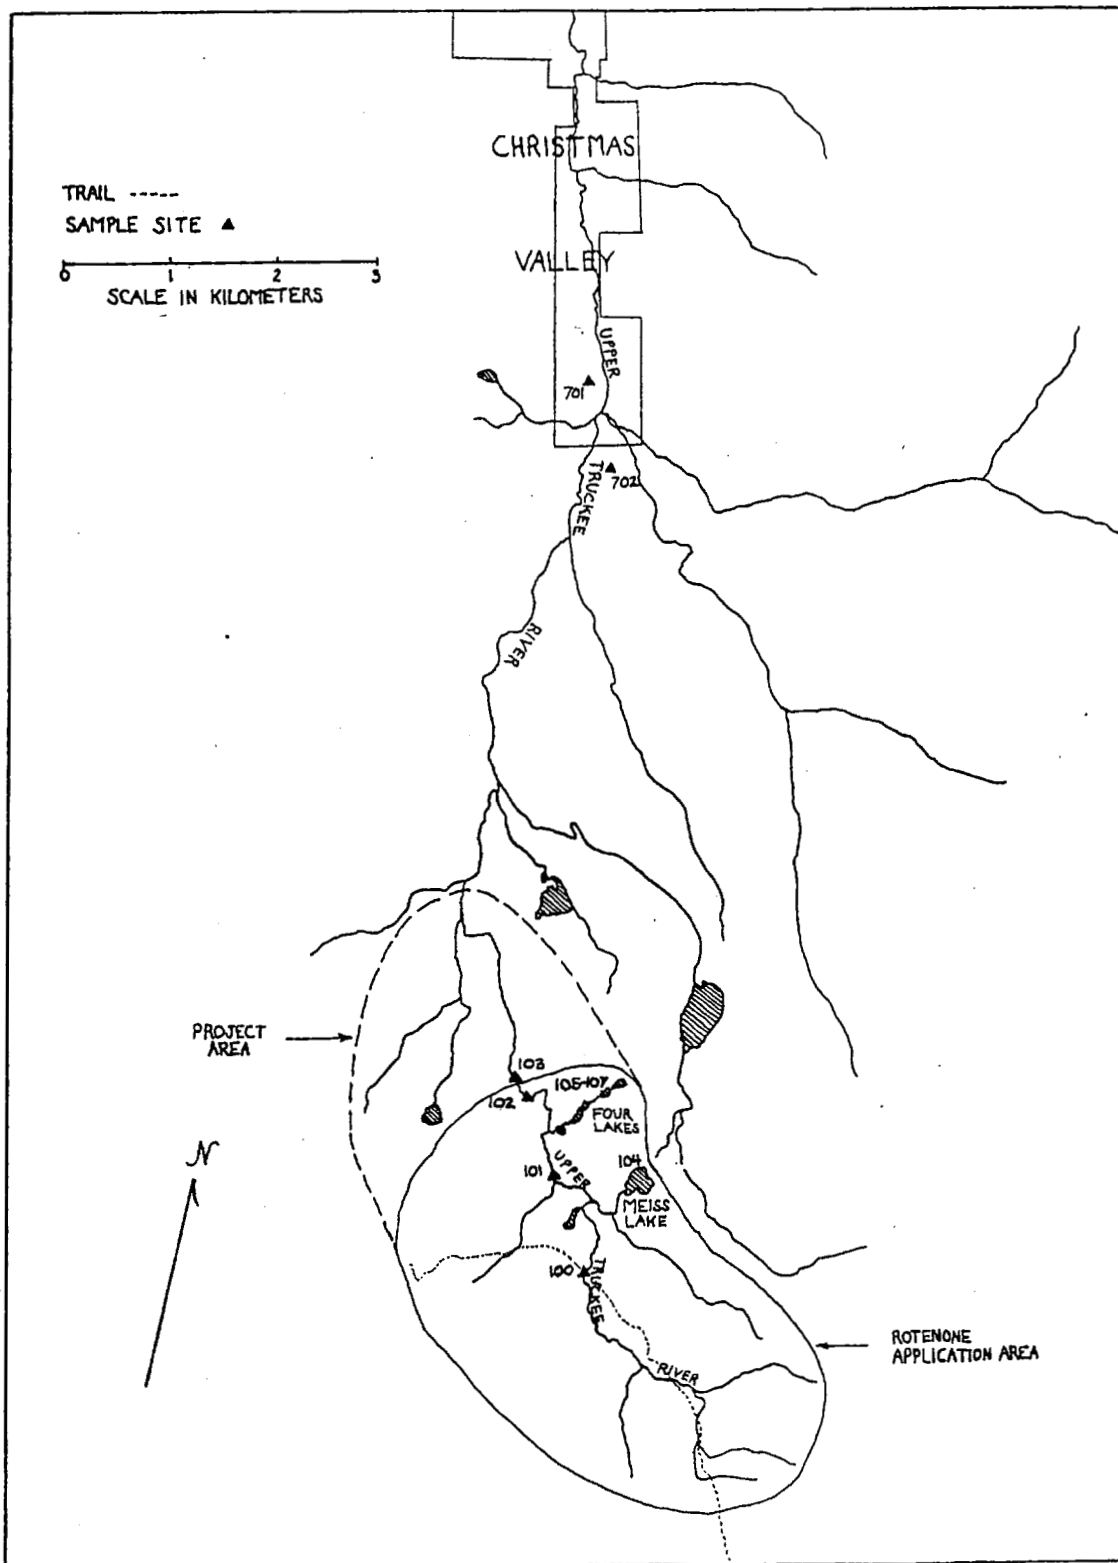 CHRISTMAS
TRAIL
SAMPLE SITE
VALLEY
0 1 2 3
SCALE IN KILOMETERS
UPPER
701
TRUCKEE
702
RIVER
PROJECT
AREA
103
105-107
102
FOUR
LAKES
104
101
UPPER
MEISS
LAKE
N
100
TRUCKEE
RIVER
ROTENONE
APPLICATION AREA